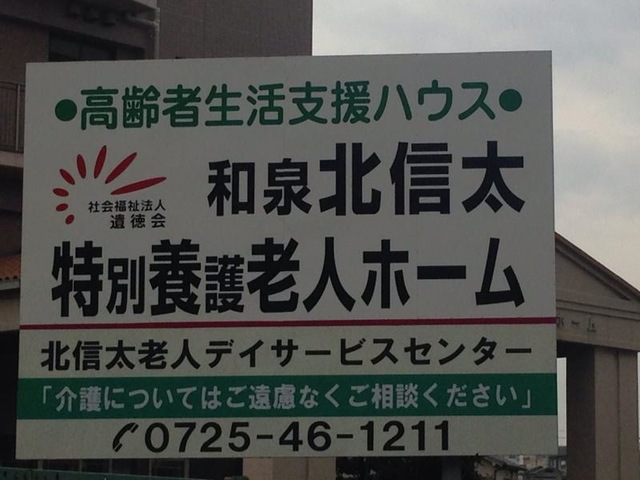 ●高齢者生活支援ハウス●
社会福祉法人
遺徳会
和泉北信太
特別養護老人ホーム
北信太老人デイサービスセンター
「介護についてはご遠慮なくご相談ください」
0725-46-1211